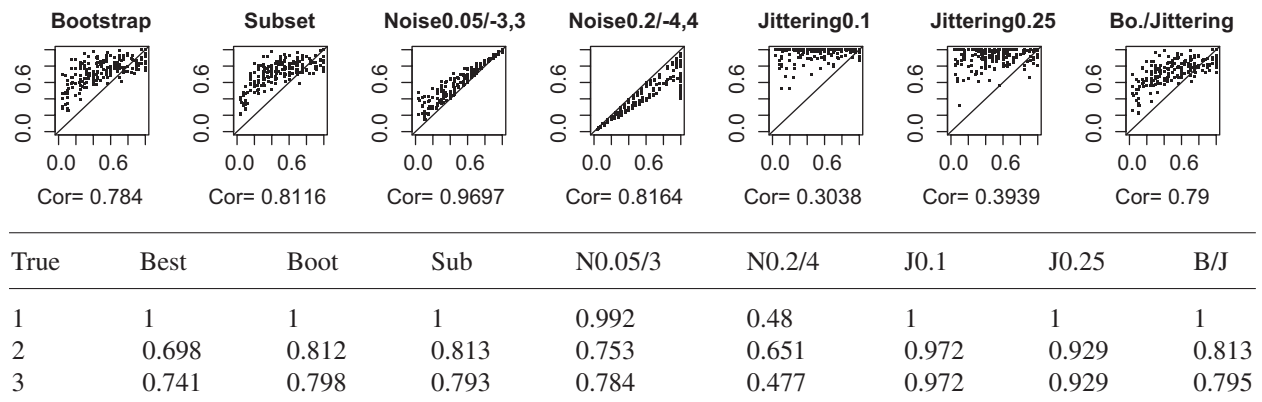 Bootstrap Subset Noise0.05/-3,3 Noise0.2/-4,4 Jittering0.1 Jittering0.25 Bo./Jittering
0.6 0.6 0.6 0.6 0.6 0.6 0.6
0.0 0.0 0.0 0.0 0.0 0.0 0.0
0.0 0.6 0.0 0.6 0.0 0.6 0.0 0.6 0.0 0.6 0.0 0.6 0.0 0.6
Cor= 0.784 Cor= 0.8116 Cor= 0.9697 Cor= 0.8164 Cor= 0.3038 Cor= 0.3939 Cor= 0.79
True Best Boot Sub N0.05/3 N0.2/4 J0.1 J0.25 B/J
1 1 1 1 0.992 0.48 1 1 1
2 0.698 0.812 0.813 0.753 0.651 0.972 0.929 0.813
3 0.741 0.798 0.793 0.784 0.477 0.972 0.929 0.795